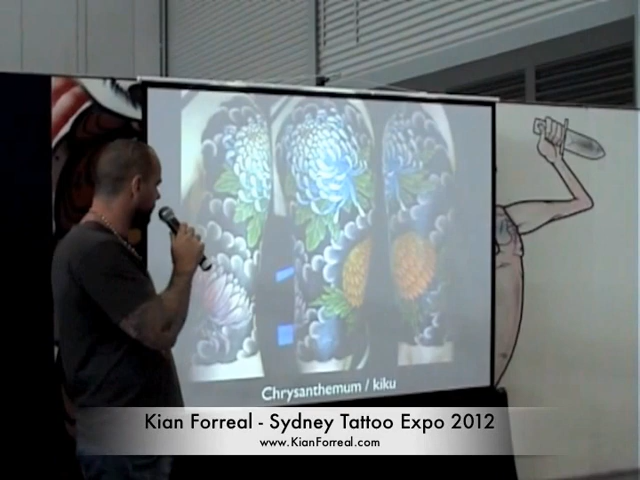 Chrysanthemum / kiku
Kian Forreal - Sydney Tattoo Expo 2012
www.KianForreal.com